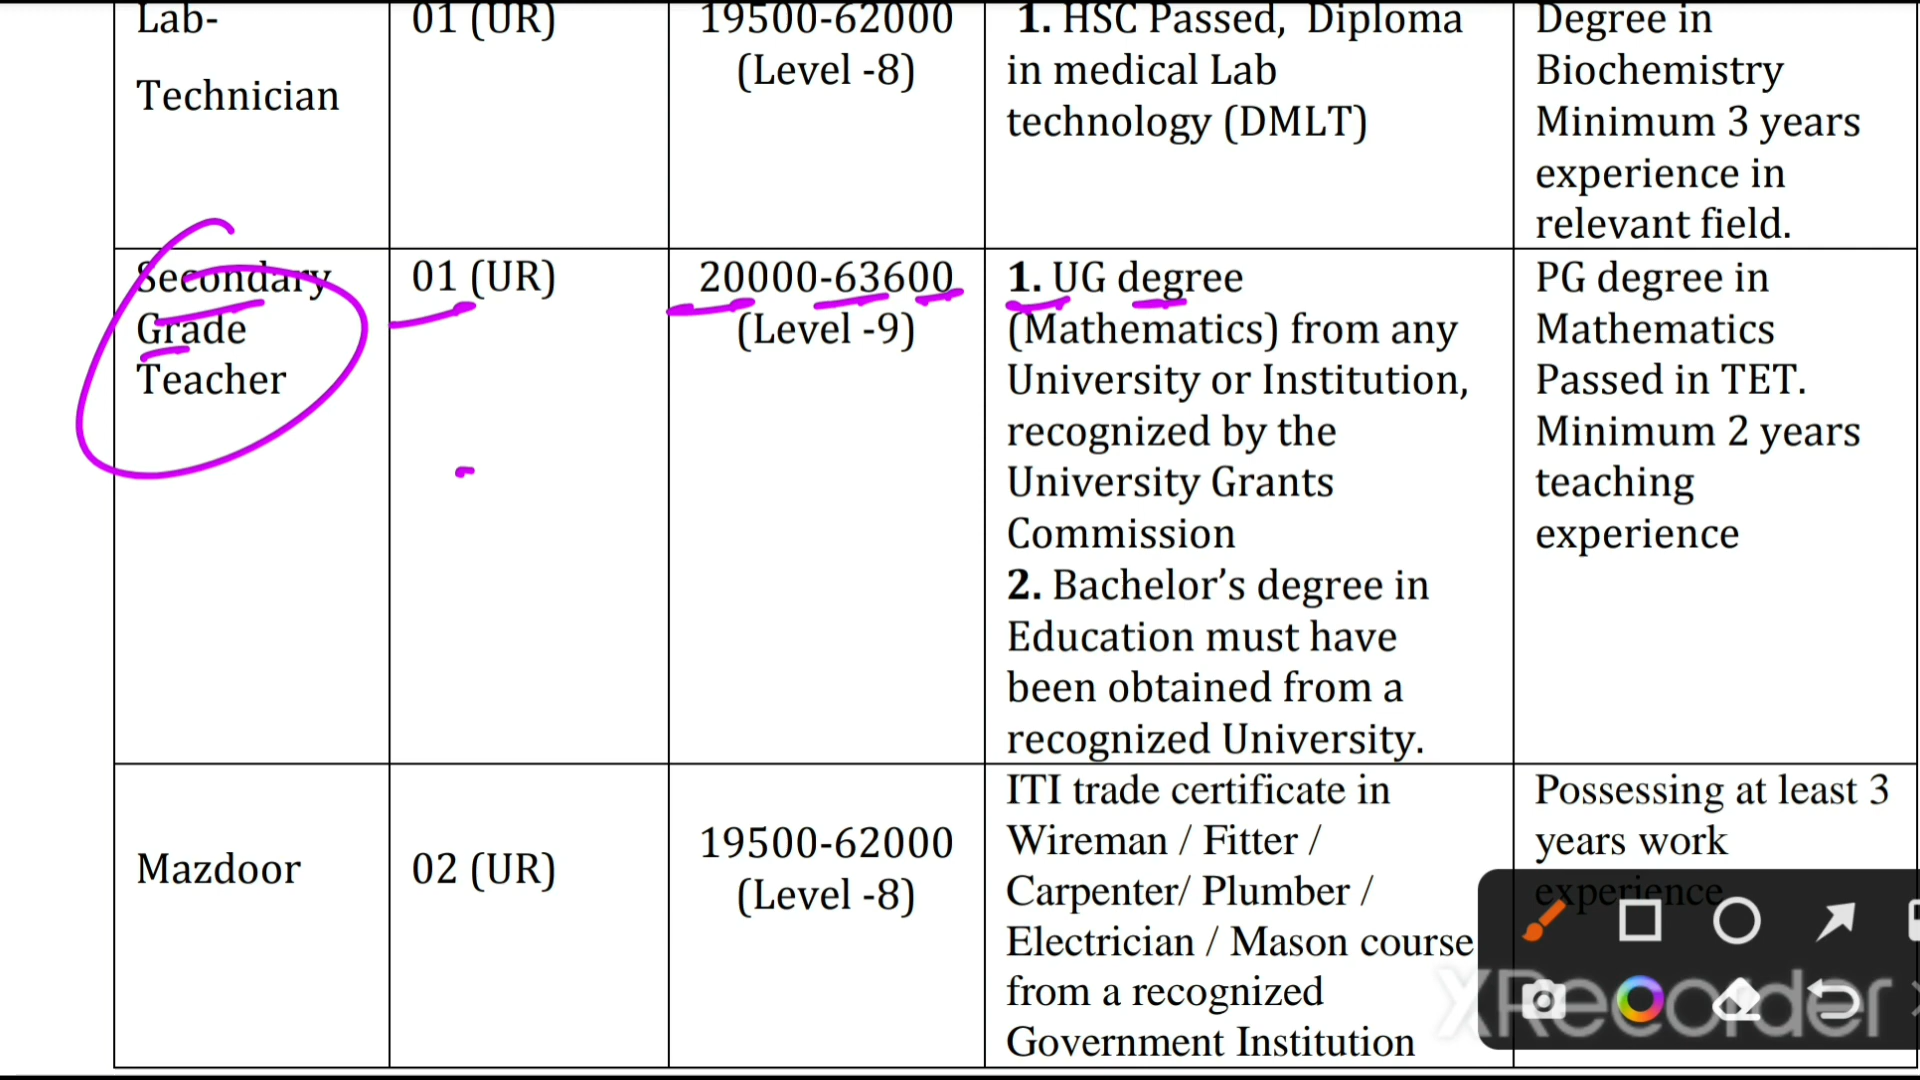 Lab-
Technician
01 (UR)
19500-62000
(Level -8)
1. HSC Passed, Diploma
in medical Lab
technology (DMLT)
Degree in
Biochemistry
Minimum 3 years
experience in
relevant field.
Secondary
Grade
Teacher
01 (UR)
20000-63600
(Level -9)
1. UG degree
(Mathematics) from any
University or Institution,
recognized by the
University Grants
Commission
2. Bachelor’s degree in
Education must have
been obtained from a
recognized University.
PG degree in
Mathematics
Passed in TET.
Minimum 2 years
teaching
experience
Mazdoor
02 (UR)
19500-62000
(Level -8)
ITI trade certificate in
Wireman / Fitter /
Carpenter/ Plumber /
Electrician / Mason course
from a recognized
Government Institution
Possessing at least 3
years work
experience
XRecorder